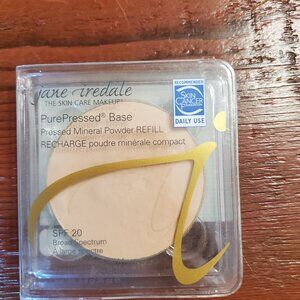 jane iredale
THE SKIN CARE MAKEUP®
PurePressed® Base
Pressed Mineral Powder REFILL
RECHARGE poudre minérale compact
RECOMMENDED
SKIN
CANCER
FOUNDATION
DAILY USE
SPF 20
Broad Spectrum